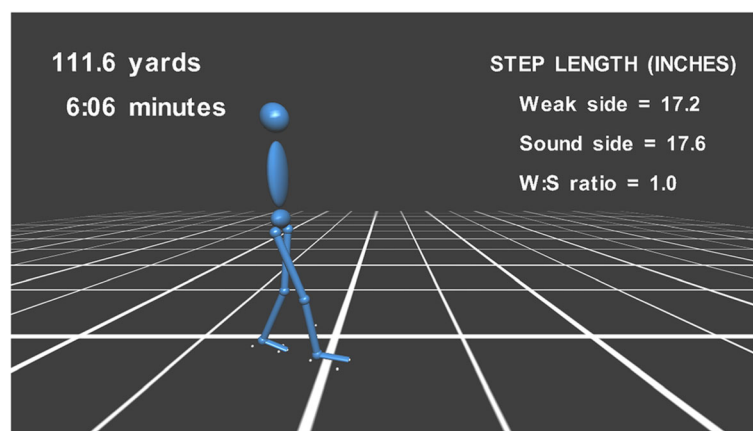 111.6 yards
6:06 minutes
STEP LENGTH (INCHES)
Weak side = 17.2
Sound side = 17.6
W:S ratio = 1.0